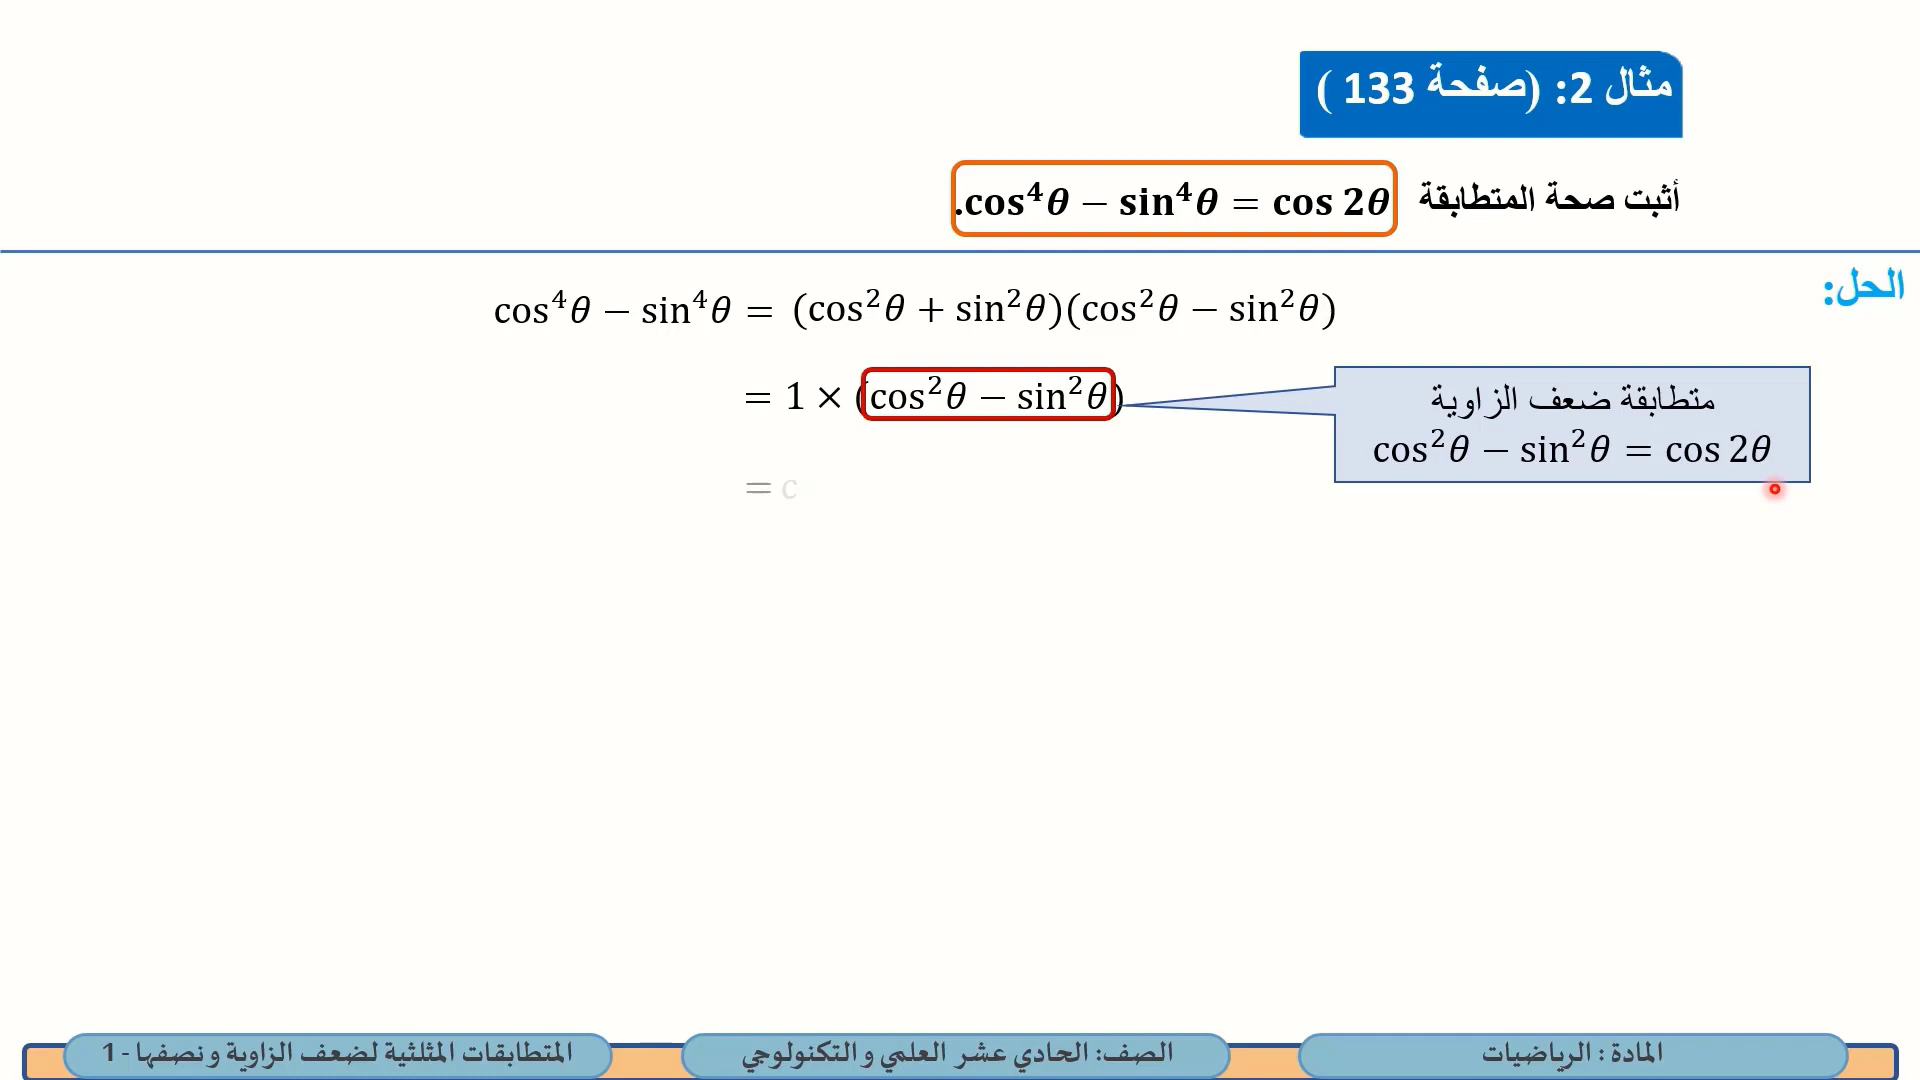 مثال 2: (صفحة 133 )
أثبت صحة المتطابقة cos⁴θ − sin⁴θ = cos 2θ.
الحل:
cos⁴θ − sin⁴θ = (cos²θ + sin²θ)(cos²θ − sin²θ)
= 1 × (cos²θ − sin²θ)
متطابقة ضعف الزاوية
cos²θ − sin²θ = cos 2θ
= c
المادة : الرياضيات
الصف: الحادي عشر العلمي و التكنولوجي
المتطابقات المثلثية لضعف الزاوية و نصفها - 1